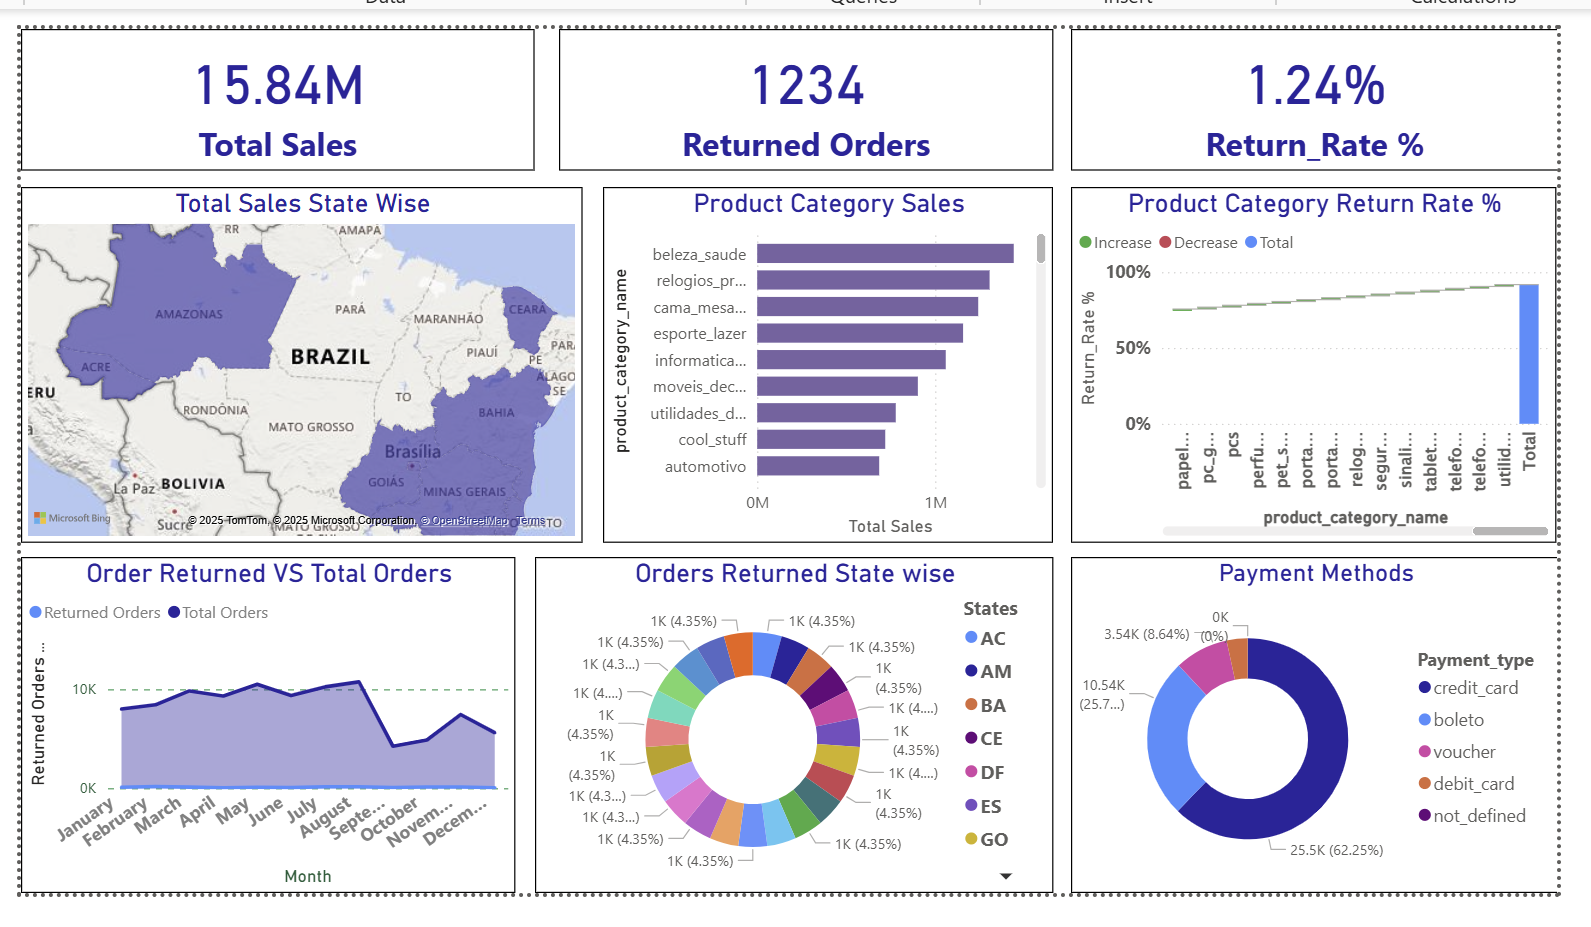 15.84M
Total Sales
1234
Returned Orders
1.24%
Return_Rate %
Total Sales State Wise
RR
AMAPÁ
AMAZONAS
PARÁ
MARANHÃO
CEARÁ
BRAZIL
PIAUÍ
PARA
PE
ACRE
ALAGO
SE
ERU
RONDÔNIA
TO
BAHIA
MATO GROSSO
Brasília
La Paz
BOLIVIA
GOIÁS
MINAS GERAIS
Microsoft Bing
Sucre
© 2025 TomTom, © 2025 Microsoft Corporation, © OpenStreetMap Terms
MATO GROSSO
Product Category Sales
product_category_name
beleza_saude
relogios_pr...
cama_mesa...
esporte_lazer
informatica...
moveis_dec...
utilidades_d...
cool_stuff
automotivo
0M
1M
Total Sales
Product Category Return Rate %
Increase
Decrease
Total
Return_Rate %
100%
50%
0%
papel...
pc_g...
pcs
perfu...
pet_s...
porta...
porta...
relog...
segur...
sinali...
tablet...
telefo...
telefo...
utilid...
Total
product_category_name
Order Returned VS Total Orders
Returned Orders
Total Orders
Returned Orders ...
10K
0K
January
February
March
April
May
June
July
August
Septe...
October
Novem...
Decem...
Month
Orders Returned State wise
1K (4.35%)
1K (4.35%)
1K (4.35%)
1K (4.35%)
1K (4.3...)
1K
(4.35%)
1K (4....)
1K (4....)
1K
(4.35%)
1K
(4.35%)
1K
(4.35%)
1K (4....)
1K (4.3...)
1K
(4.35%)
1K (4.3...)
1K (4.35%)
1K (4.35%)
1K (4.35%)
States
AC
AM
BA
CE
DF
ES
GO
Payment Methods
0K
(0%)
3.54K (8.64%)
10.54K
(25.7...)
25.5K (62.25%)
Payment_type
credit_card
boleto
voucher
debit_card
not_defined